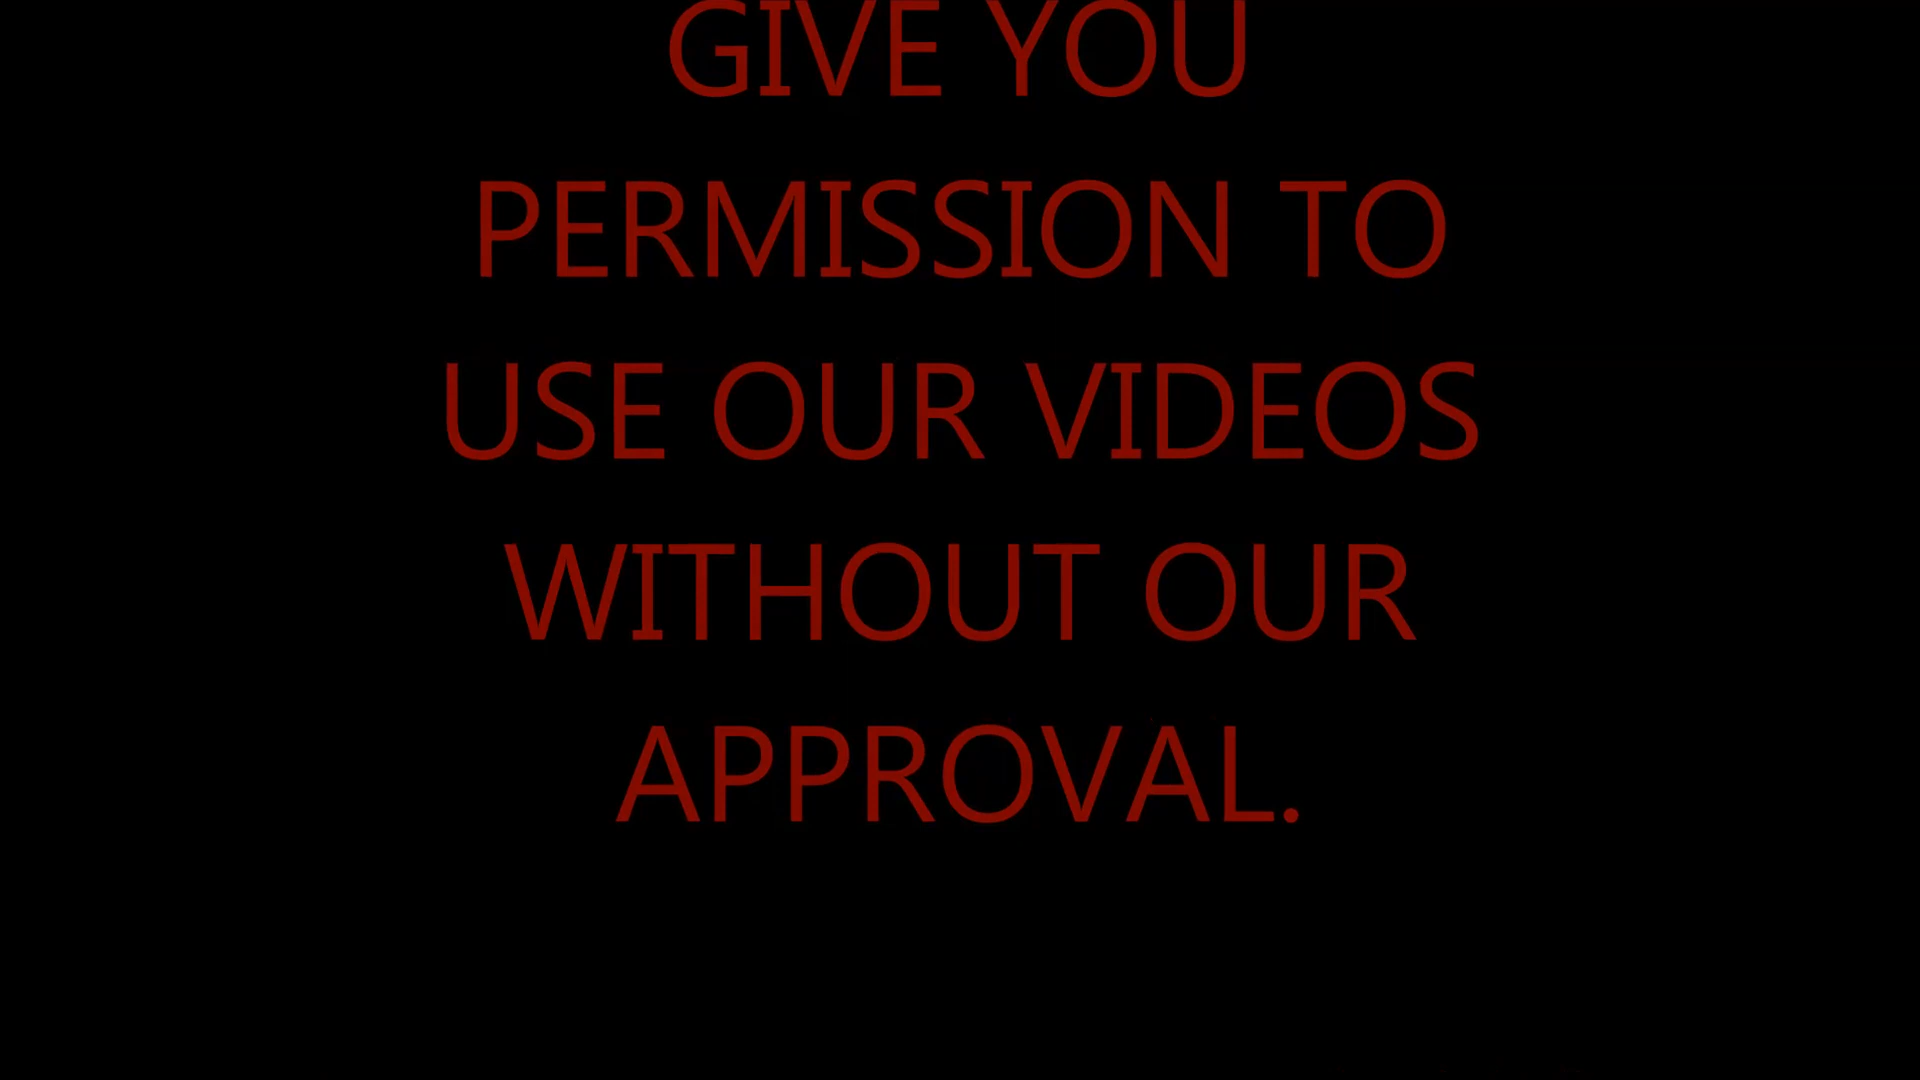 GIVE YOU
PERMISSION TO
USE OUR VIDEOS
WITHOUT OUR
APPROVAL.